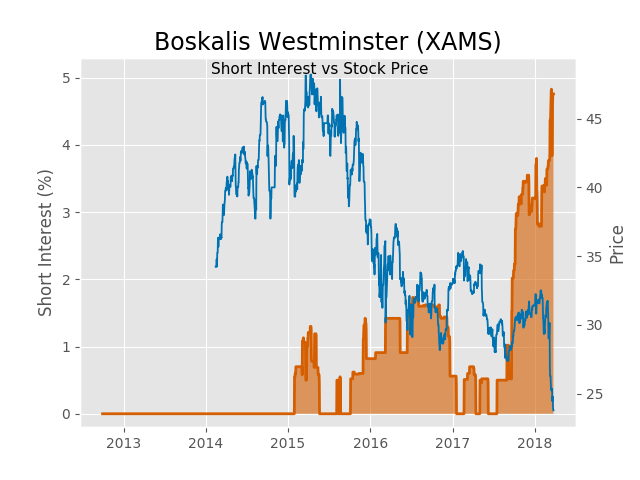 Boskalis Westminster (XAMS)
Short Interest vs Stock Price
Short Interest (%)
5
4
3
2
1
0
45
40
35
30
25
Price
2013 2014 2015 2016 2017 2018